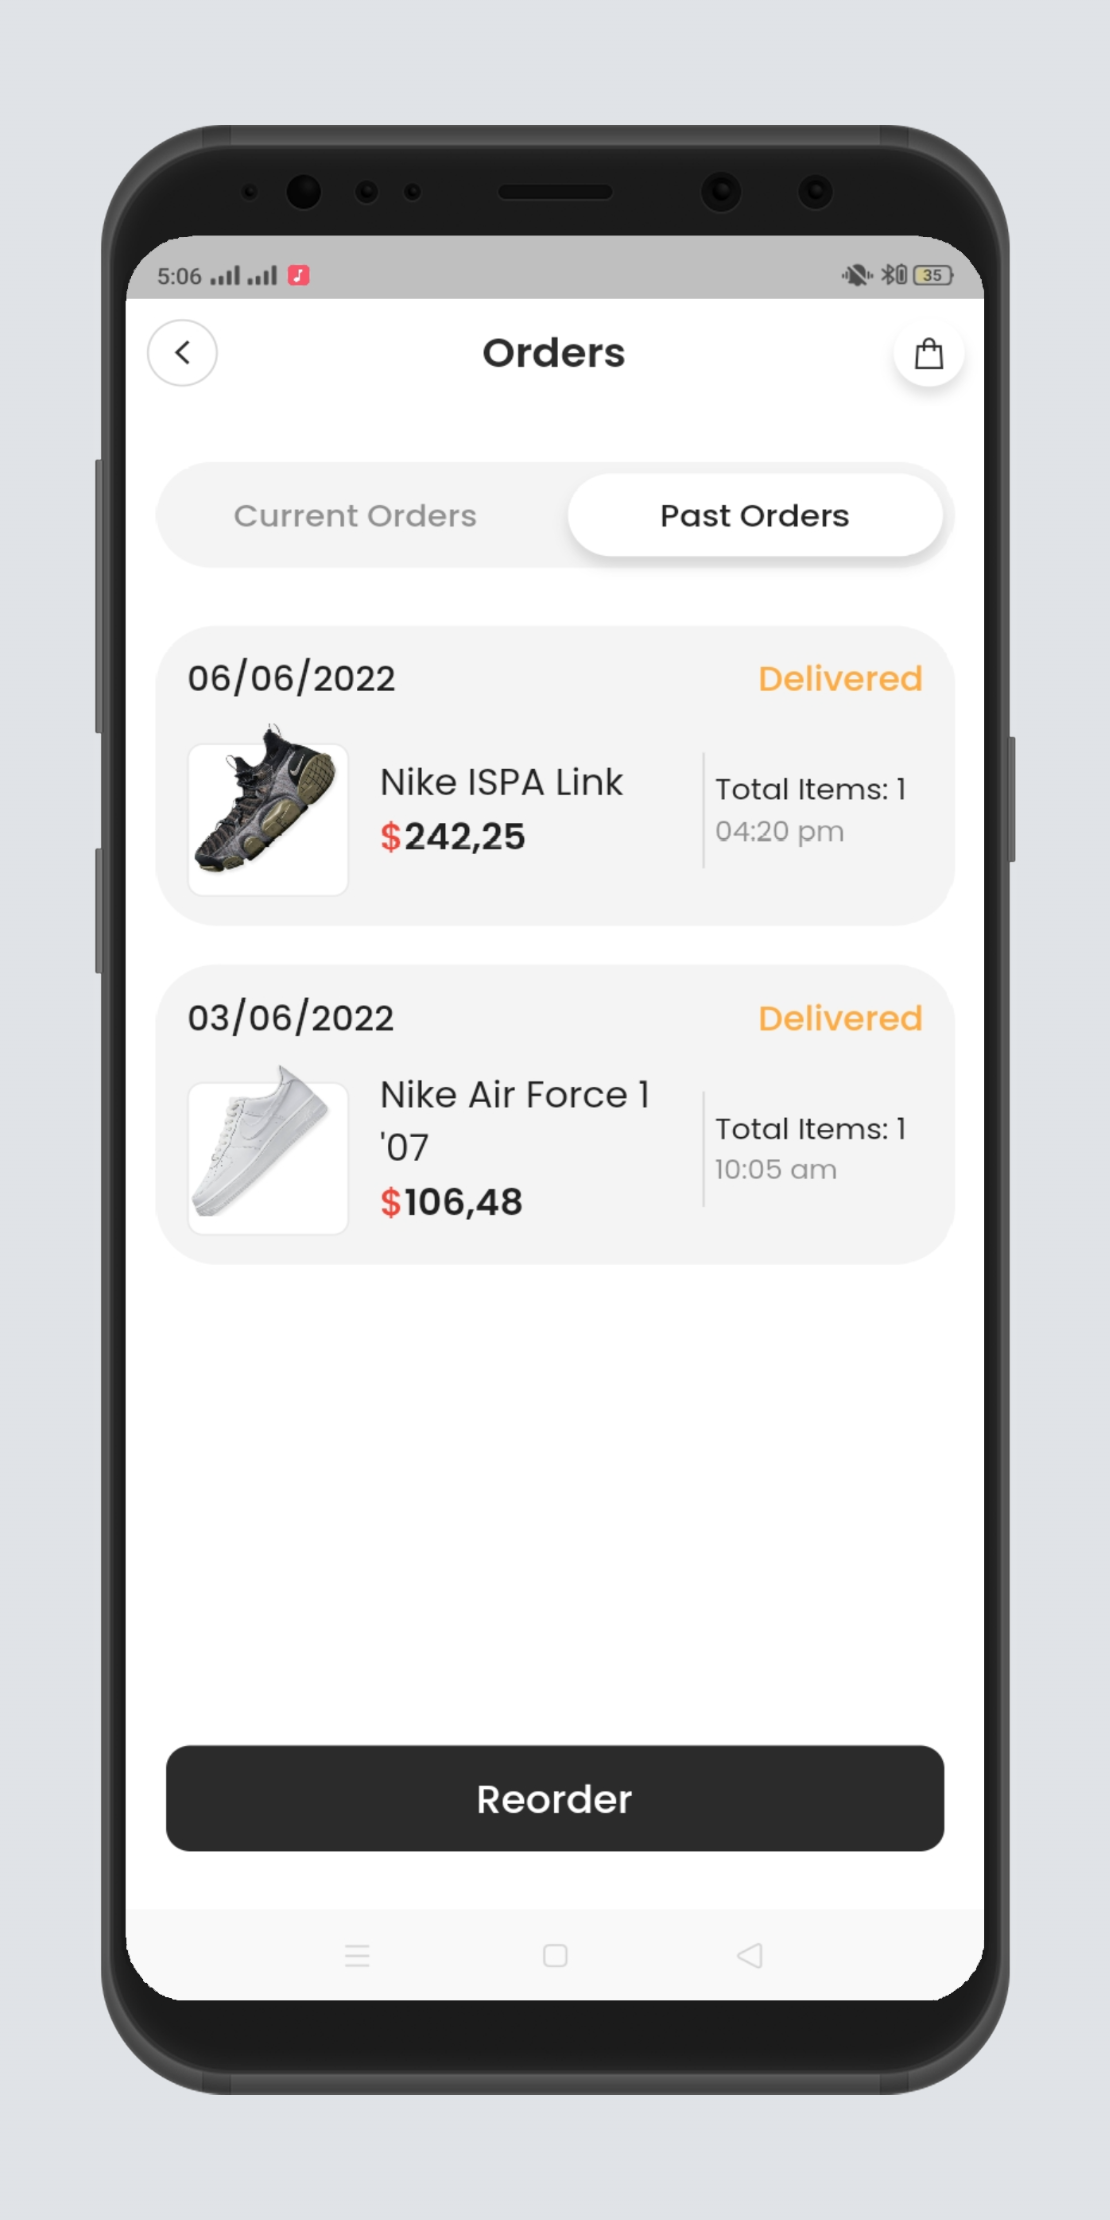 5:06
35
Orders
Current Orders
Past Orders
06/06/2022
Delivered
Nike ISPA Link
$242,25
Total Items: 1
04:20 pm
03/06/2022
Delivered
Nike Air Force 1
'07
$106,48
Total Items: 1
10:05 am
Reorder